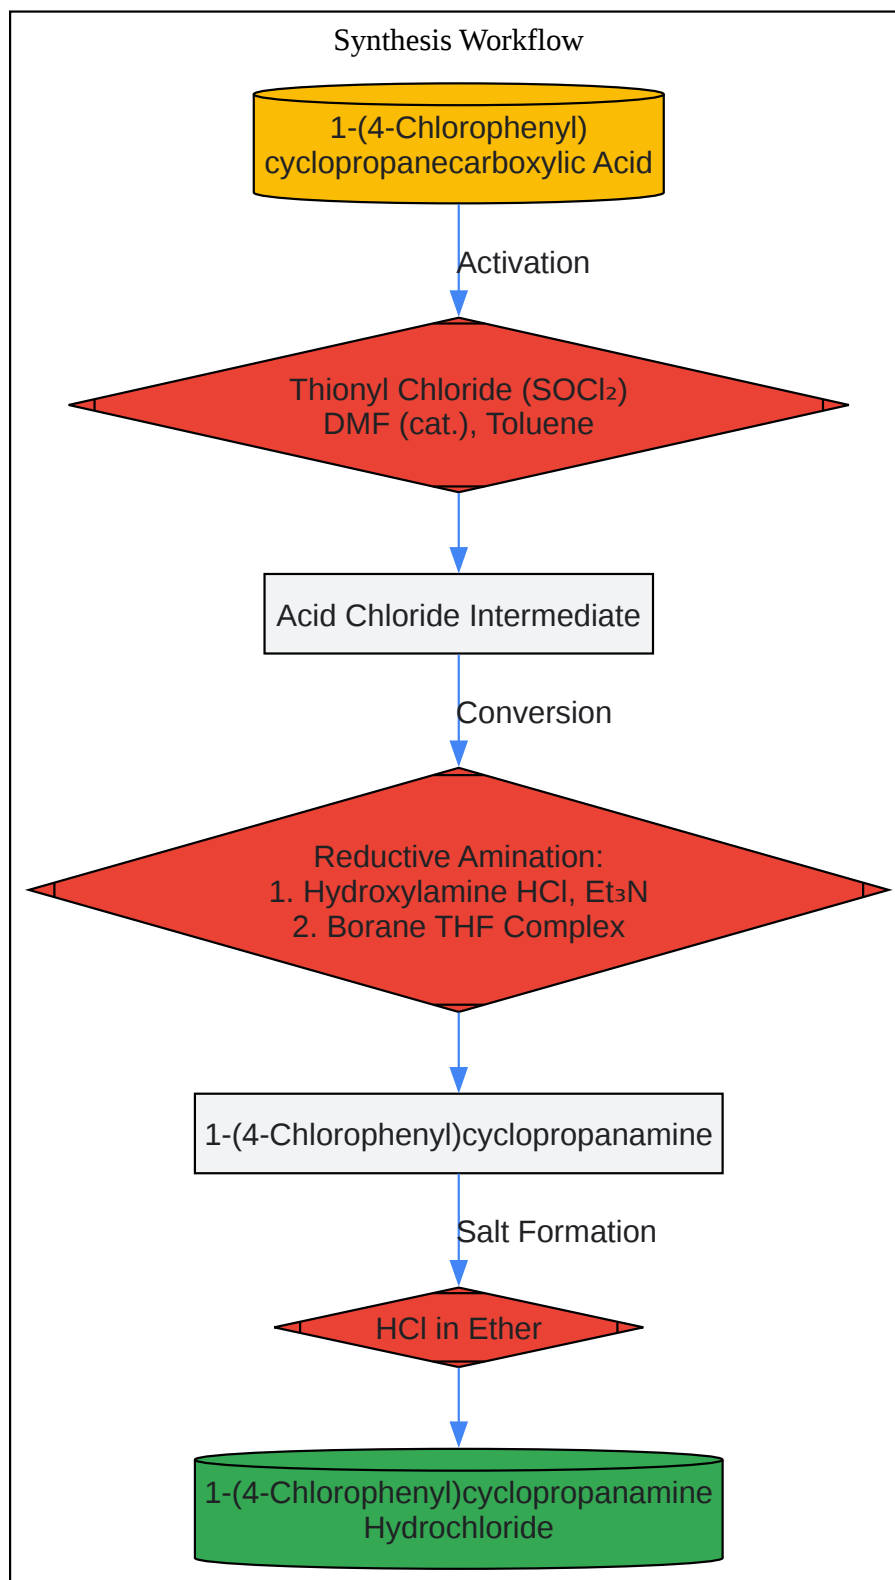 Synthesis Workflow
1-(4-Chlorophenyl)
cyclopropanecarboxylic Acid
Activation
Thionyl Chloride (SOCl₂)
DMF (cat.), Toluene
Acid Chloride Intermediate
Conversion
Reductive Amination:
1. Hydroxylamine HCl, Et₃N
2. Borane THF Complex
1-(4-Chlorophenyl)cyclopropanamine
Salt Formation
HCl in Ether
1-(4-Chlorophenyl)cyclopropanamine
Hydrochloride